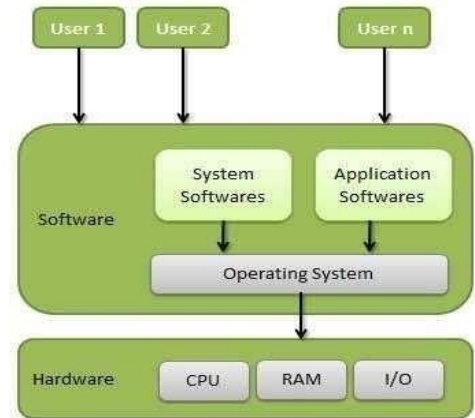 User 1
User 2
User n
System
Softwares
Application
Softwares
Software
Operating System
Hardware
CPU
RAM
I/O